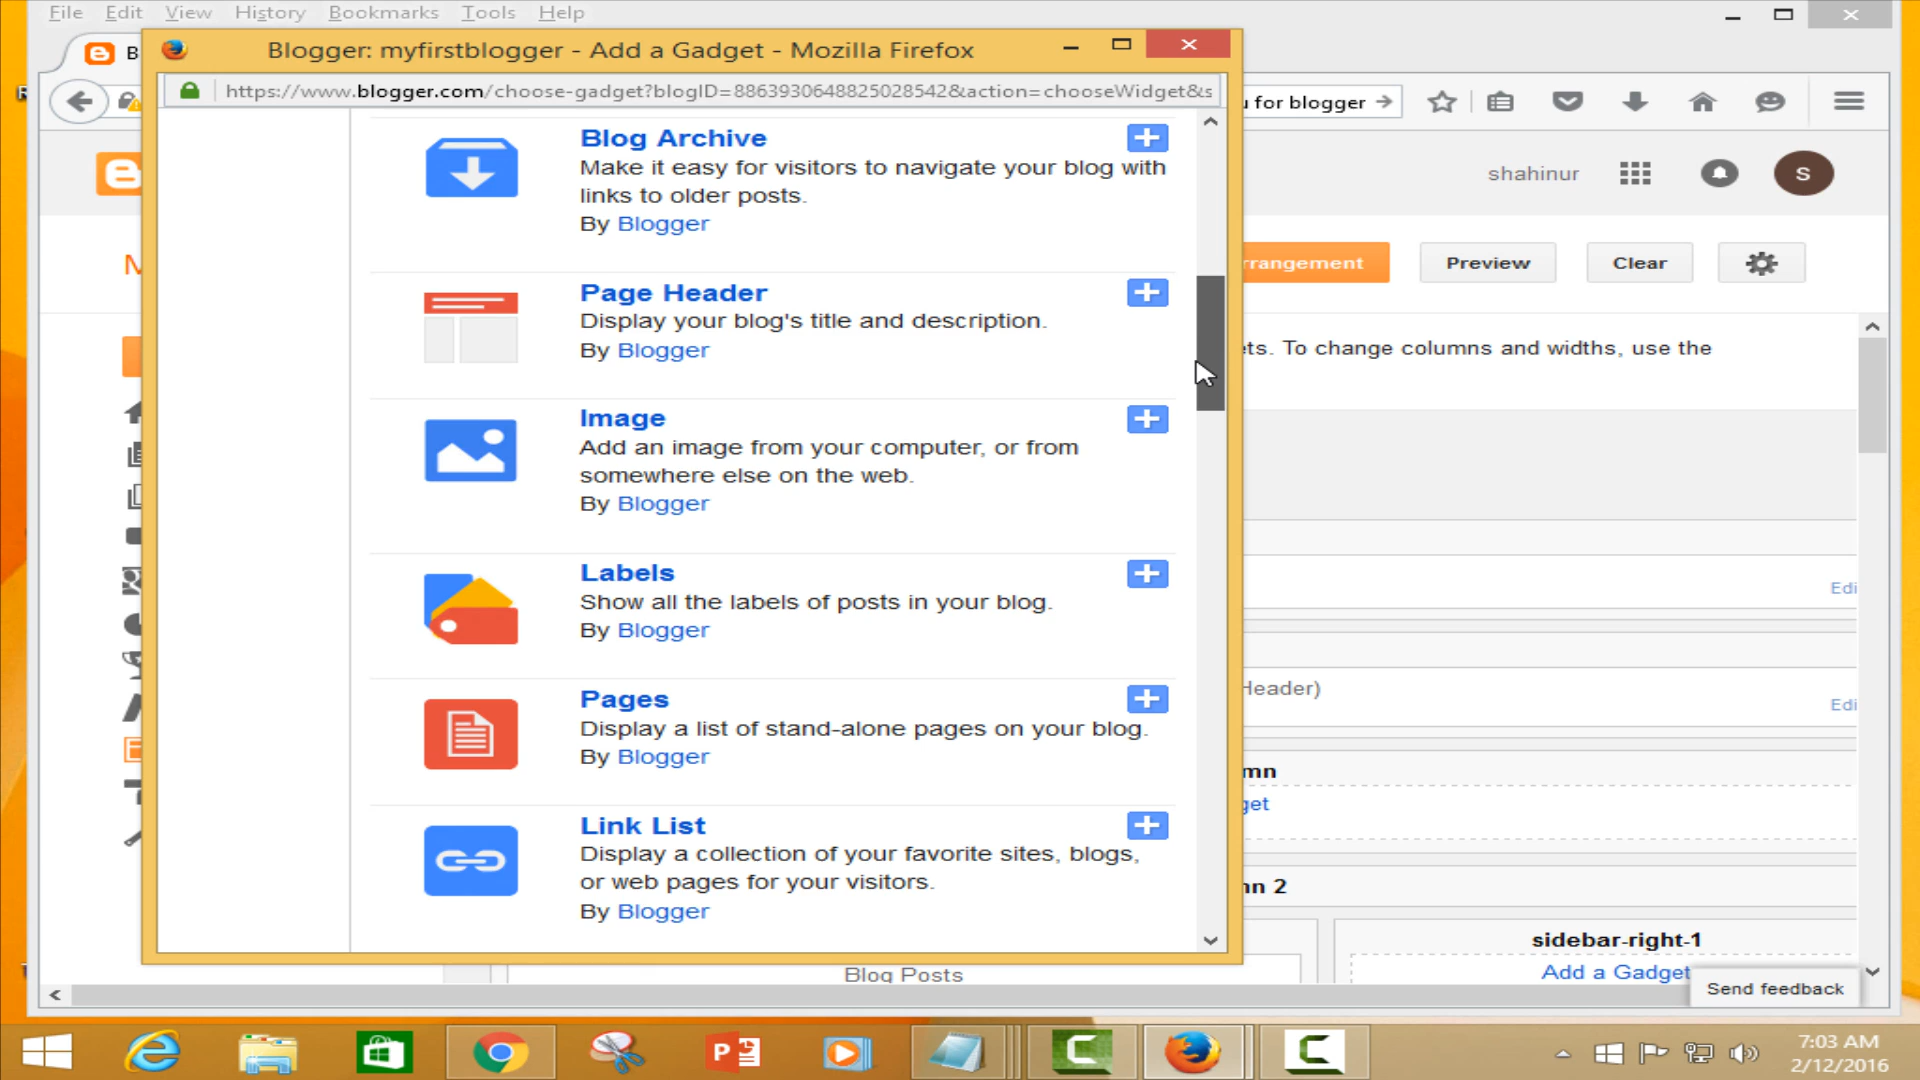 File Edit View History Bookmarks Tools Help
Blogger: myfirstblogger - Add a Gadget - Mozilla Firefox
B
https://www.blogger.com/choose-gadget?blogID=8863930648825028542&action=chooseWidget&s
u for blogger
shahinur
S
M
rrangement
Preview
Clear
ets. To change columns and widths, use the
Blog Archive
Make it easy for visitors to navigate your blog with
links to older posts.
By Blogger
Page Header
Display your blog's title and description.
By Blogger
Image
Add an image from your computer, or from
somewhere else on the web.
By Blogger
Labels
Show all the labels of posts in your blog.
By Blogger
Pages
Display a list of stand-alone pages on your blog.
By Blogger
Link List
Display a collection of your favorite sites, blogs,
or web pages for your visitors.
By Blogger
Edi
Header)
Edi
mn
get
nn 2
sidebar-right-1
Add a Gadget
Blog Posts
Send feedback
7:03 AM
2/12/2016